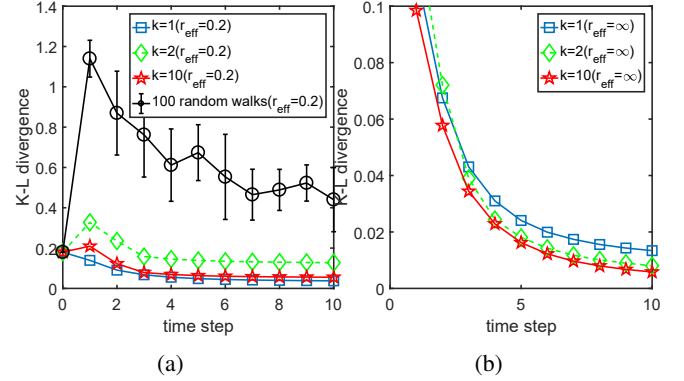 1.4
1.2
1
0.8
0.6
0.4
0.2
0
K-L divergence
k=1(r_eff=0.2)
k=2(r_eff=0.2)
k=10(r_eff=0.2)
100 random walks(r_eff=0.2)
0 2 4 6 8 10
time step
(a)
0.1
0.08
0.06
0.04
0.02
0
K-L divergence
k=1(r_eff=∞)
k=2(r_eff=∞)
k=10(r_eff=∞)
0 5 10
time step
(b)